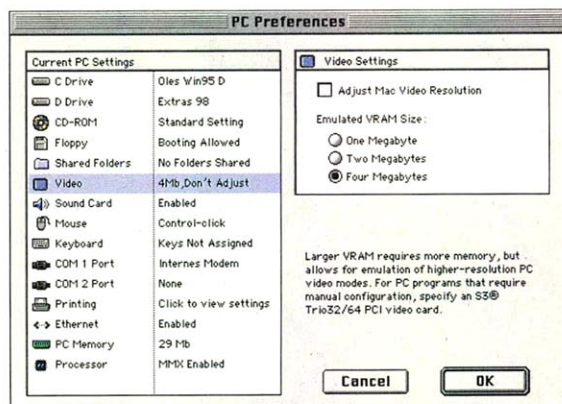 PC Preferences
Current PC Settings
C Drive Oles Win95 D
D Drive Extras 98
CD-ROM Standard Setting
Floppy Booting Allowed
Shared Folders No Folders Shared
Video 4Mb,Don't Adjust
Sound Card Enabled
Mouse Control-click
Keyboard Keys Not Assigned
COM 1 Port Internes Modem
COM 2 Port None
Printing Click to view settings
Ethernet Enabled
PC Memory 29 Mb
Processor MMX Enabled
Video Settings
Adjust Mac Video Resolution
Emulated VRAM Size:
One Megabyte
Two Megabytes
Four Megabytes
Larger VRAM requires more memory, but
allows for emulation of higher-resolution PC
video modes. For PC programs that require
manual configuration, specify an S3®
Trio32/64 PCI video card.
Cancel
OK